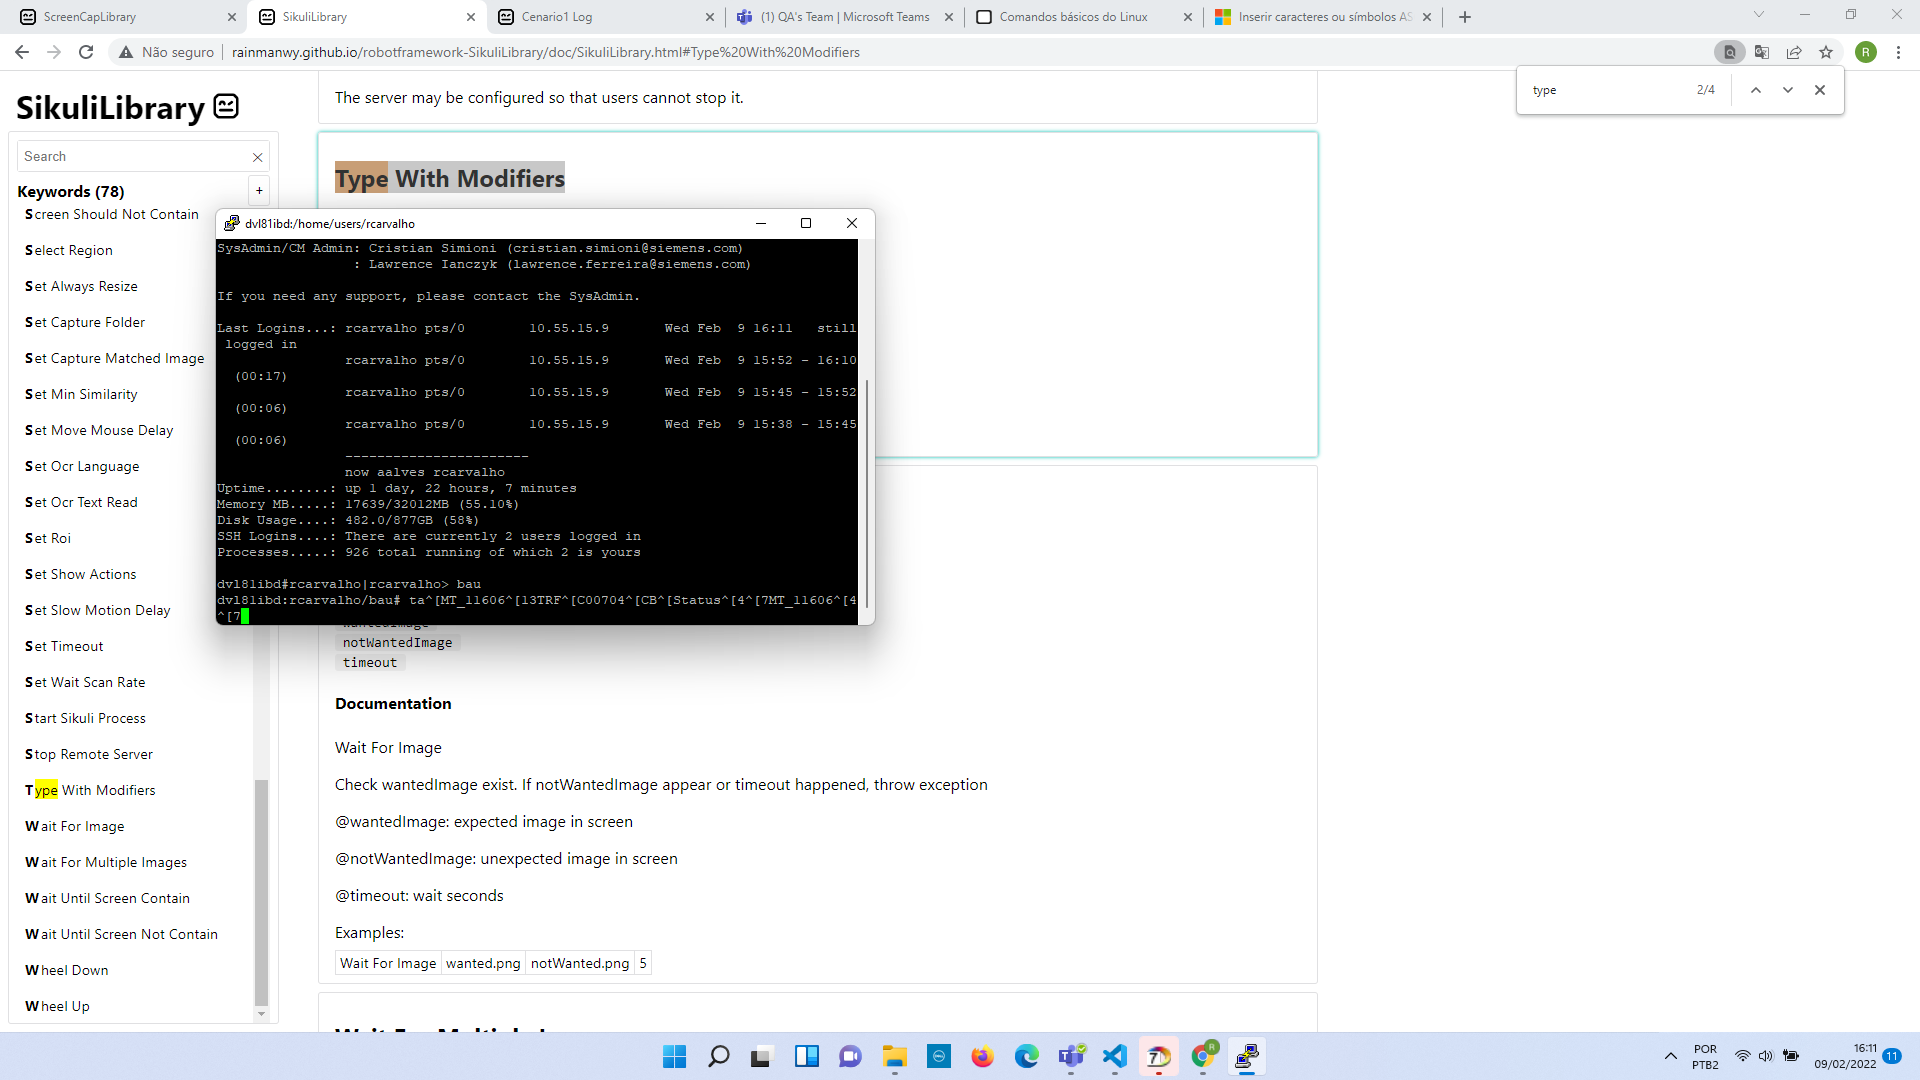 ScreenCapLibrary
SikuliLibrary
Cenario1 Log
(1) QA's Team | Microsoft Teams
Comandos básicos do Linux
Inserir caracteres ou símbolos AS
Não seguro
rainmanwy.github.io/robotframework-SikuliLibrary/doc/SikuliLibrary.html#Type%20With%20Modifiers
R
type
2/4
SikuliLibrary
Search
Keywords (78)
+
Screen Should Not Contain
Select Region
Set Always Resize
Set Capture Folder
Set Capture Matched Image
Set Min Similarity
Set Move Mouse Delay
Set Ocr Language
Set Ocr Text Read
Set Roi
Set Show Actions
Set Slow Motion Delay
Set Timeout
Set Wait Scan Rate
Start Sikuli Process
Stop Remote Server
Type With Modifiers
Wait For Image
Wait For Multiple Images
Wait Until Screen Contain
Wait Until Screen Not Contain
Wheel Down
Wheel Up
The server may be configured so that users cannot stop it.
Type With Modifiers
dvl81ibd:/home/users/rcarvalho
SysAdmin/CM Admin: Cristian Simioni (cristian.simioni@siemens.com)
: Lawrence Ianczyk (lawrence.ferreira@siemens.com)
If you need any support, please contact the SysAdmin.
Last Logins...: rcarvalho pts/0 10.55.15.9 Wed Feb 9 16:11 still
logged in
rcarvalho pts/0 10.55.15.9 Wed Feb 9 15:52 - 16:10
(00:17)
rcarvalho pts/0 10.55.15.9 Wed Feb 9 15:45 - 15:52
(00:06)
rcarvalho pts/0 10.55.15.9 Wed Feb 9 15:38 - 15:45
(00:06)
-----------------------
now aalves rcarvalho
Uptime........: up 1 day, 22 hours, 7 minutes
Memory MB.....: 17639/32012MB (55.10%)
Disk Usage....: 482.0/877GB (58%)
SSH Logins....: There are currently 2 users logged in
Processes.....: 926 total running of which 2 is yours
dvl81ibd#rcarvalho|rcarvalho> bau
dvl81ibd:rcarvalho/bau# ta^[MT_11606^[13TRF^[C00704^[CB^[Status^[4^[7MT_11606^[4
^[7
wantedImage
notWantedImage
timeout
Documentation
Wait For Image
Check wantedImage exist. If notWantedImage appear or timeout happened, throw exception
@wantedImage: expected image in screen
@notWantedImage: unexpected image in screen
@timeout: wait seconds
Examples:
Wait For Image wanted.png notWanted.png 5
POR
PTB2
16:11
09/02/2022
11